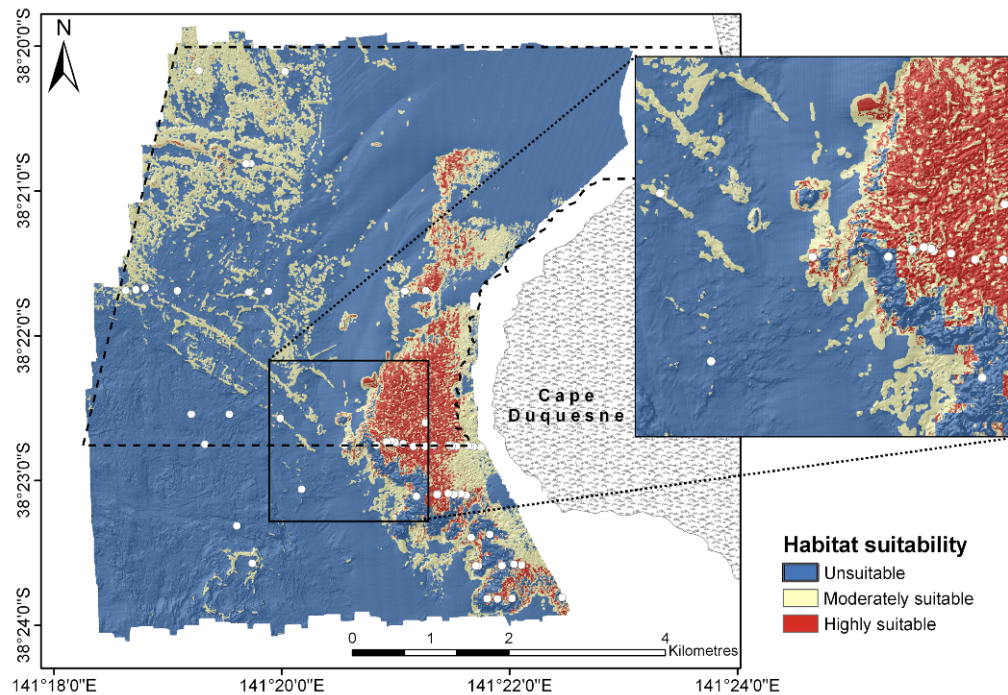 N
38°20'0"S
38°21'0"S
38°22'0"S
38°23'0"S
38°24'0"S
Cape
Duquesne
Habitat suitability
Unsuitable
Moderately suitable
Highly suitable
0 1 2 4
Kilometres
141°18'0"E 141°20'0"E 141°22'0"E 141°24'0"E